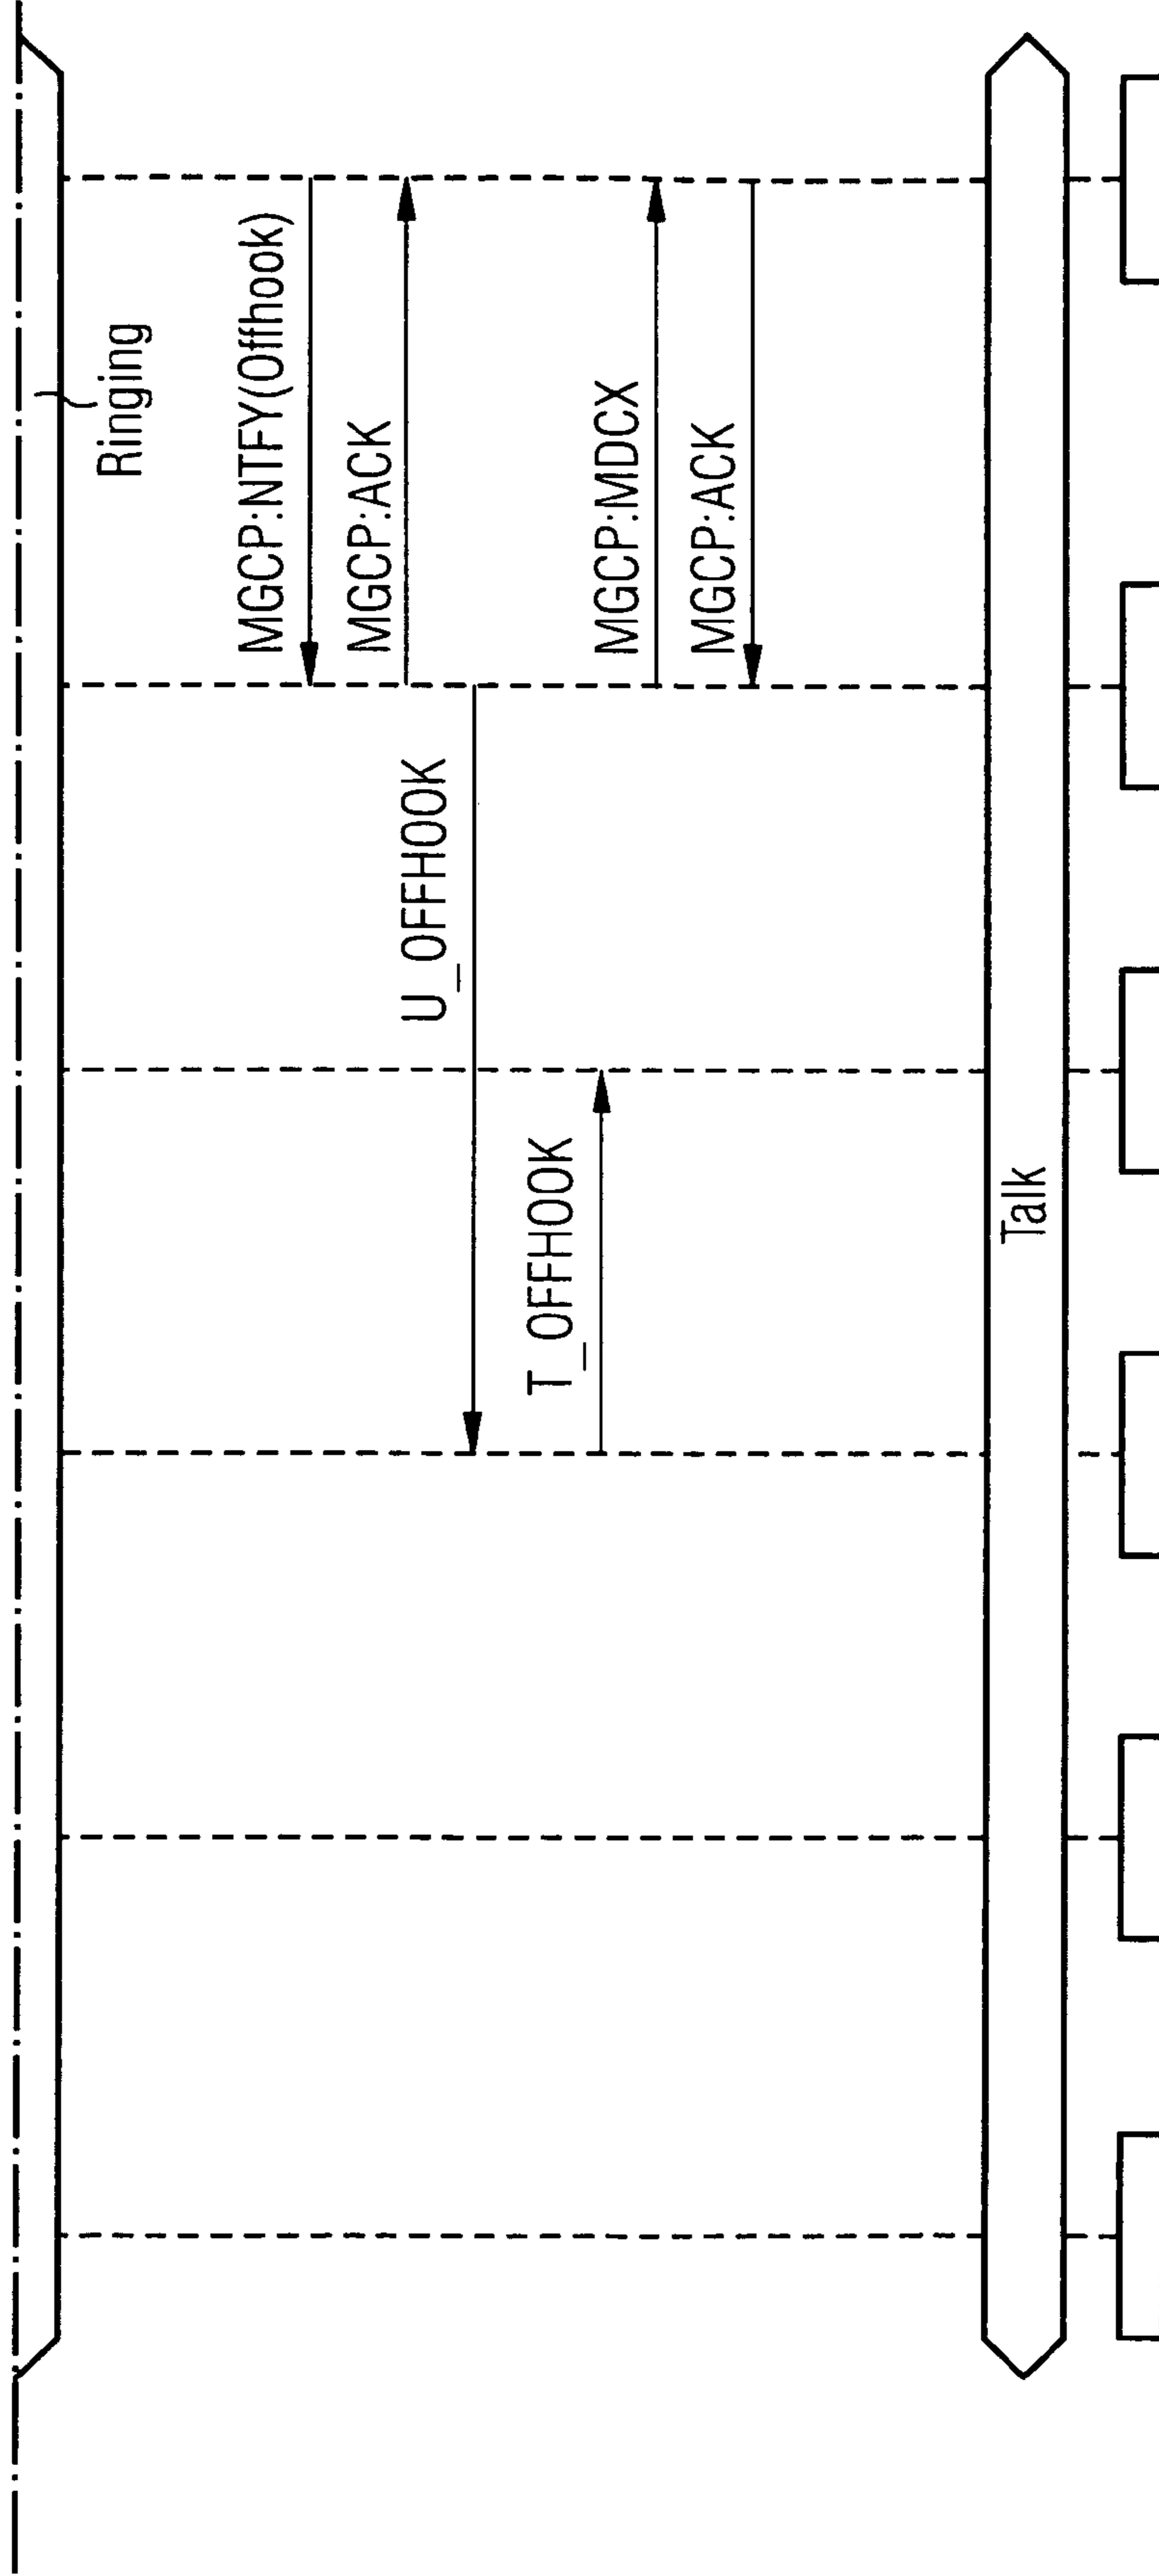 Ringing
MGCP:NTFY(Offhook)
MGCP:ACK
U_OFFHOOK
T_OFFHOOK
MGCP:MDCX
MGCP:ACK
Talk